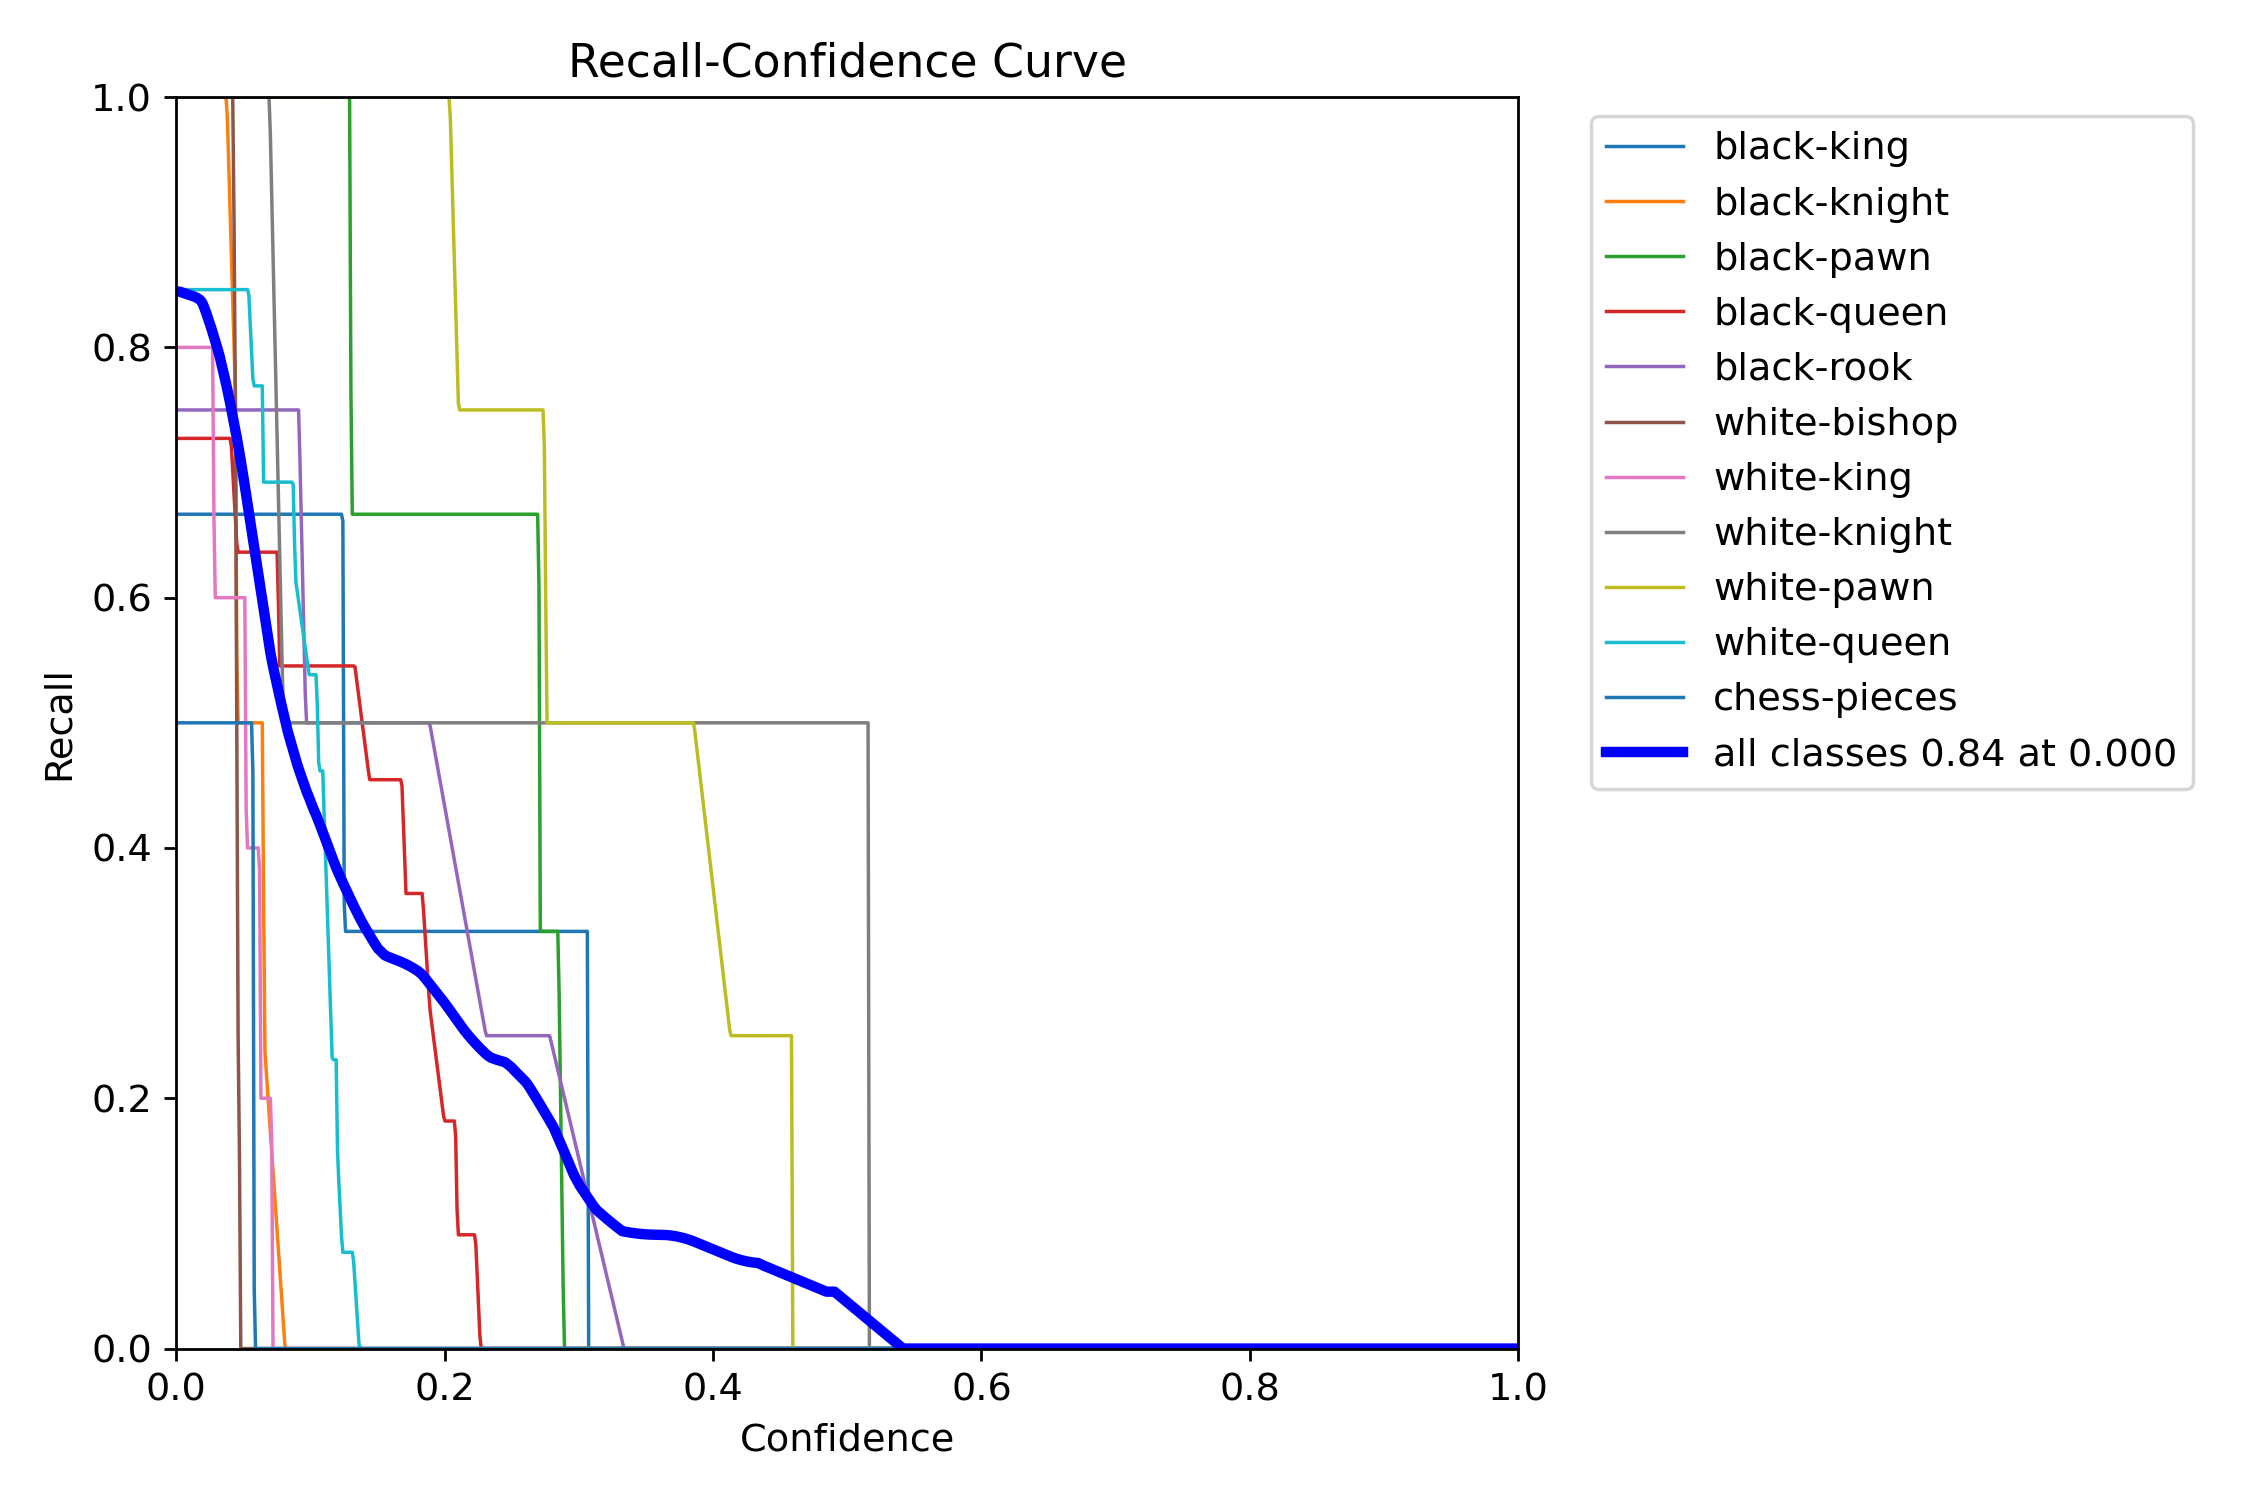 Recall-Confidence Curve
1.0
0.8
0.6
0.4
0.2
0.0
Recall
0.0 0.2 0.4 0.6 0.8 1.0
Confidence
black-king
black-knight
black-pawn
black-queen
black-rook
white-bishop
white-king
white-knight
white-pawn
white-queen
chess-pieces
all classes 0.84 at 0.000